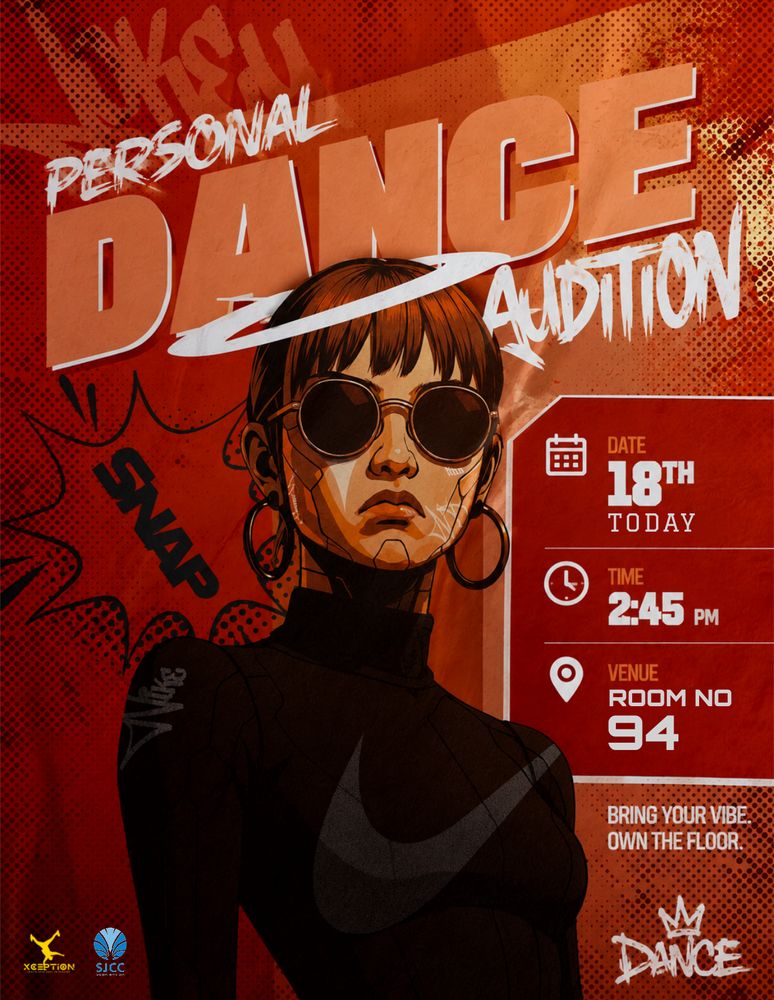 PERSONAL
DANCE
AUDITION
SNAP
DATE
18TH
TODAY
TIME
2:45 PM
VENUE
ROOM NO
94
BRING YOUR VIBE.
OWN THE FLOOR.
NIKE
XCEPTION
SJCC
DANCE